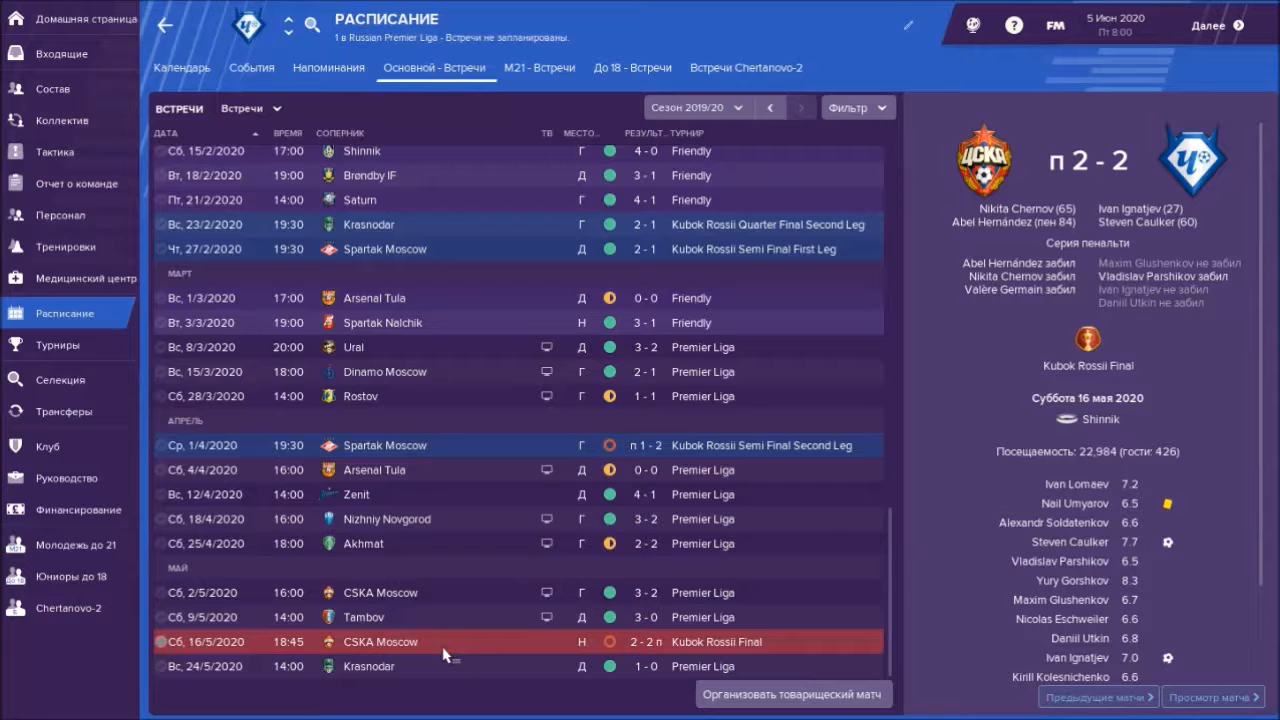 Домашняя страница
Входящие
Состав
Коллектив
Тактика
Отчет о команде
Персонал
Тренировки
Медицинский центр
Расписание
Турниры
Селекция
Трансферы
Клуб
Руководство
Финансирование
Молодежь до 21
Юниоры до 18
Chertanovo-2
РАСПИСАНИЕ
1 в Russian Premier Liga - Встречи не запланированы.
FM
5 Июн 2020
Пт 8:00
Далее
Календарь События Напоминания Основной - Встречи М21 - Встречи До 18 - Встречи Встречи Chertanovo-2
ВСТРЕЧИ Встречи Сезон 2019/20 Фильтр
ДАТА ВРЕМЯ СОПЕРНИК ТВ МЕСТО... РЕЗУЛЬТ... ТУРНИР
Сб, 15/2/2020 17:00 Shinnik Г 4 - 0 Friendly
Вт, 18/2/2020 19:00 Brøndby IF Д 3 - 1 Friendly
Пт, 21/2/2020 14:00 Saturn Г 4 - 1 Friendly
Вс, 23/2/2020 19:30 Krasnodar Г 2 - 1 Kubok Rossii Quarter Final Second Leg
Чт, 27/2/2020 19:30 Spartak Moscow Д 2 - 1 Kubok Rossii Semi Final First Leg
МАРТ
Вс, 1/3/2020 17:00 Arsenal Tula Д 0 - 0 Friendly
Вт, 3/3/2020 19:00 Spartak Nalchik Н 3 - 1 Friendly
Вс, 8/3/2020 20:00 Ural Д 3 - 2 Premier Liga
Вс, 15/3/2020 18:00 Dinamo Moscow Г 2 - 1 Premier Liga
Сб, 28/3/2020 14:00 Rostov Г 1 - 1 Premier Liga
АПРЕЛЬ
Ср, 1/4/2020 19:30 Spartak Moscow Г п 1 - 2 Kubok Rossii Semi Final Second Leg
Сб, 4/4/2020 16:00 Arsenal Tula Д 0 - 0 Premier Liga
Вс, 12/4/2020 14:00 Zenit Д 4 - 1 Premier Liga
Сб, 18/4/2020 16:00 Nizhniy Novgorod Г 3 - 2 Premier Liga
Сб, 25/4/2020 18:00 Akhmat Г 2 - 2 Premier Liga
МАЙ
Сб, 2/5/2020 16:00 CSKA Moscow Г 3 - 2 Premier Liga
Сб, 9/5/2020 14:00 Tambov Д 3 - 0 Premier Liga
Сб, 16/5/2020 18:45 CSKA Moscow Н 2 - 2 п Kubok Rossii Final
Вс, 24/5/2020 14:00 Krasnodar Д 1 - 0 Premier Liga
Организовать товарищеский матч
ЦСКА
п 2 - 2
Ч
Nikita Chernov (65) Ivan Ignatjev (27)
Abel Hernández (пен 84) Steven Caulker (60)
Серия пенальти
Abel Hernández забил Maxim Glushenkov не забил
Nikita Chernov забил Vladislav Parshikov забил
Valère Germain забил Ivan Ignatjev не забил
Daniil Utkin не забил
Kubok Rossii Final
Суббота 16 мая 2020
Shinnik
Посещаемость: 22,984 (гости: 426)
Ivan Lomaev 7.2
Nail Umyarov 6.5
Alexandr Soldatenkov 6.6
Steven Caulker 7.7
Vladislav Parshikov 6.5
Yury Gorshkov 8.3
Maxim Glushenkov 6.7
Nicolas Eschweiler 6.6
Daniil Utkin 6.8
Ivan Ignatjev 7.0
Kirill Kolesnichenko 6.6
Предыдущие матчи Просмотр матча